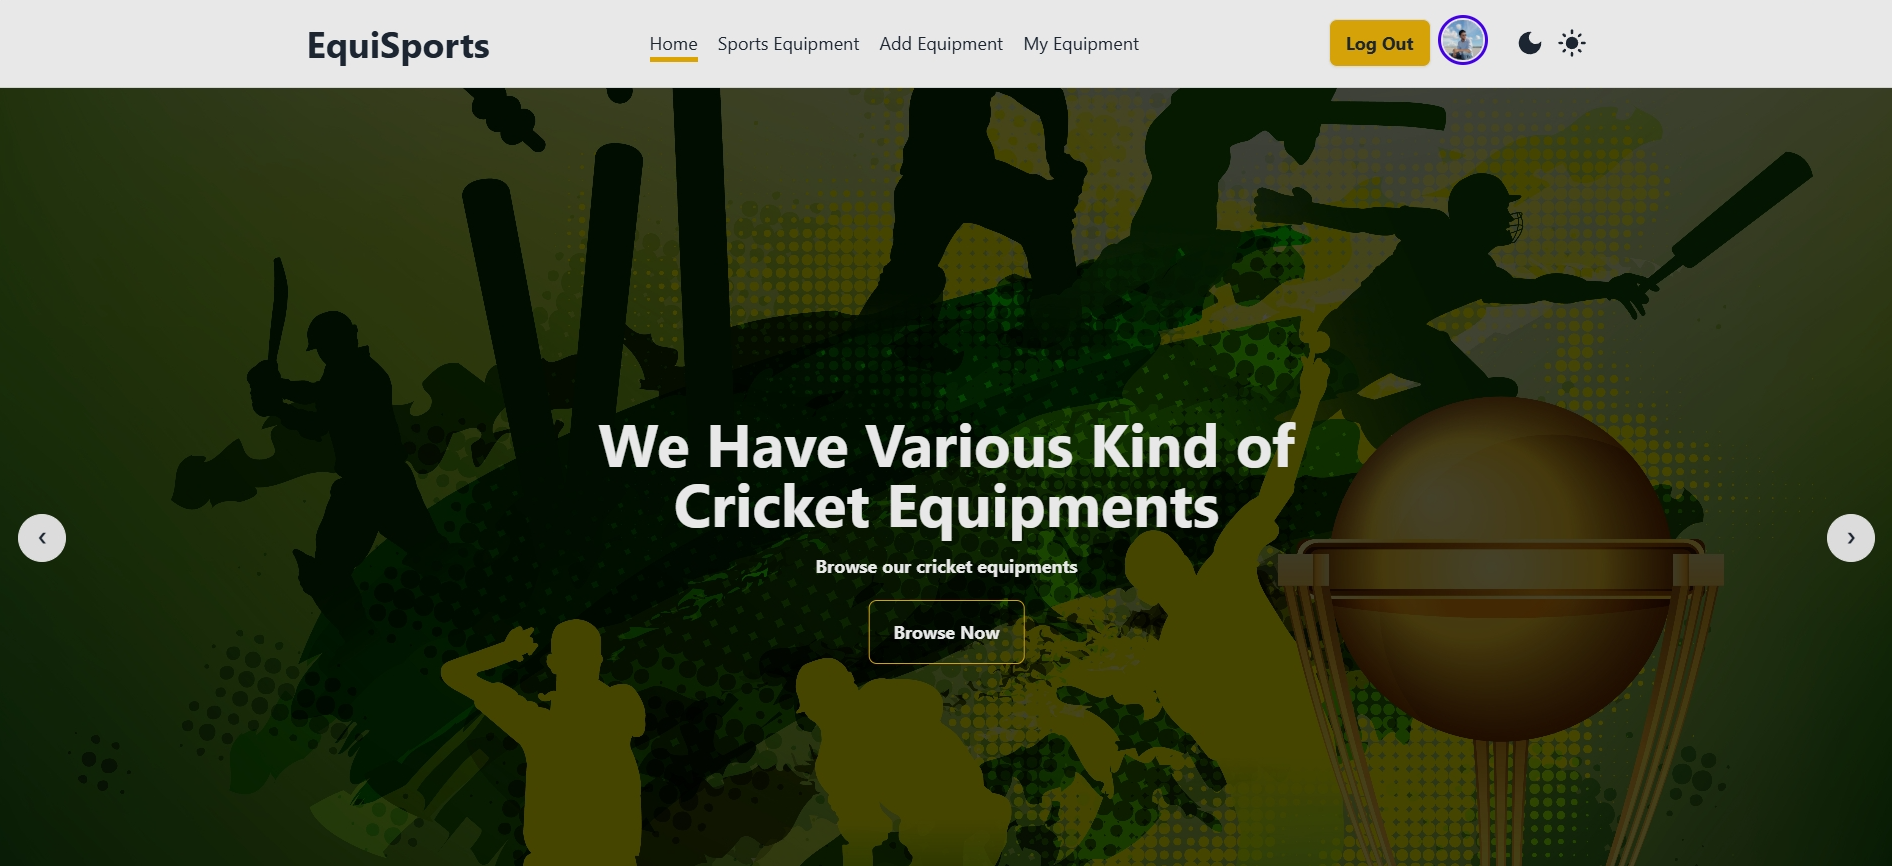 EquiSports
Home Sports Equipment Add Equipment My Equipment
Log Out
We Have Various Kind of
Cricket Equipments
Browse our cricket equipments
Browse Now